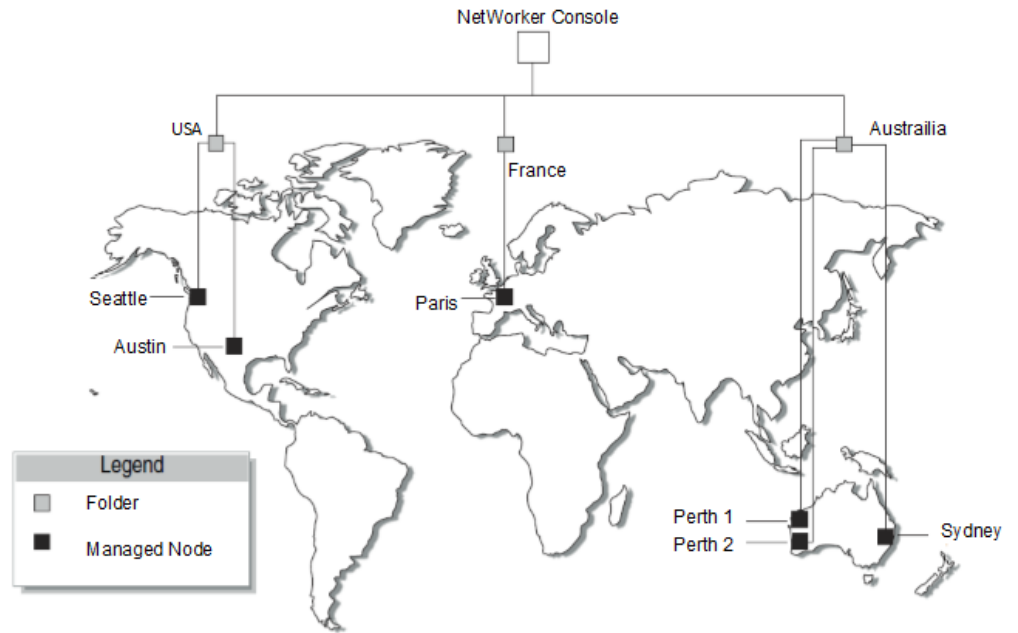 NetWorker Console
USA
Austrailia
France
Seattle
Paris
Austin
Legend
Folder
Managed Node
Perth 1
Perth 2
Sydney